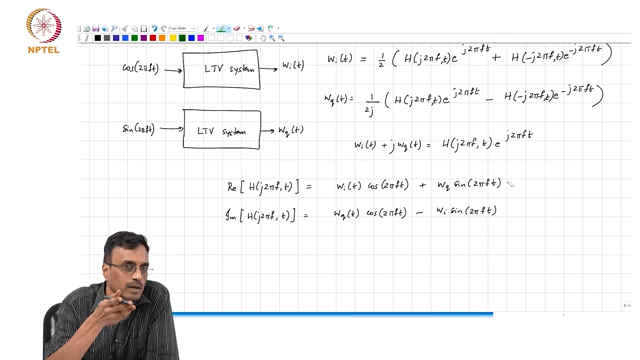 NPTEL
cos(2πft) LTV system wi(t) wi(t) = 1/2 ( H(j2πf,t) e^{j2πft} + H(-j2πf,t) e^{-j2πft} )
wq(t) = 1/2j ( H(j2πf,t) e^{j2πft} - H(-j2πf,t) e^{-j2πft} )
sin(2πft) LTV system wq(t)
wi(t) + j wq(t) = H(j2πf, t) e^{j2πft}
Re[H(j2πf, t)] = wi(t) cos(2πft) + wq sin(2πft)
Im[H(j2πf, t)] = wq(t) cos(2πft) - wi sin(2πft)